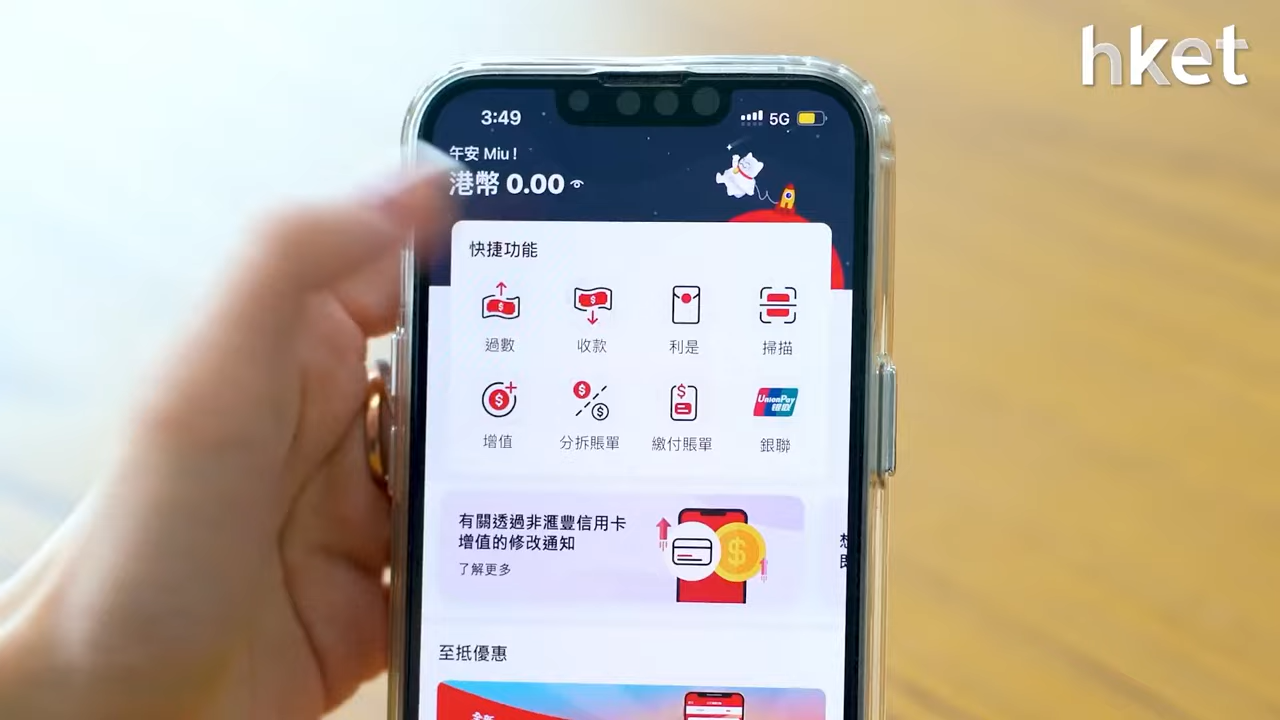 hket
3:49
5G
午安 Miu !
港幣 0.00
快捷功能
過數
收款
利是
掃描
增值
分拆賬單
繳付賬單
UnionPay
銀联
銀聯
有關透過非滙豐信用卡
增值的修改通知
了解更多
至抵優惠